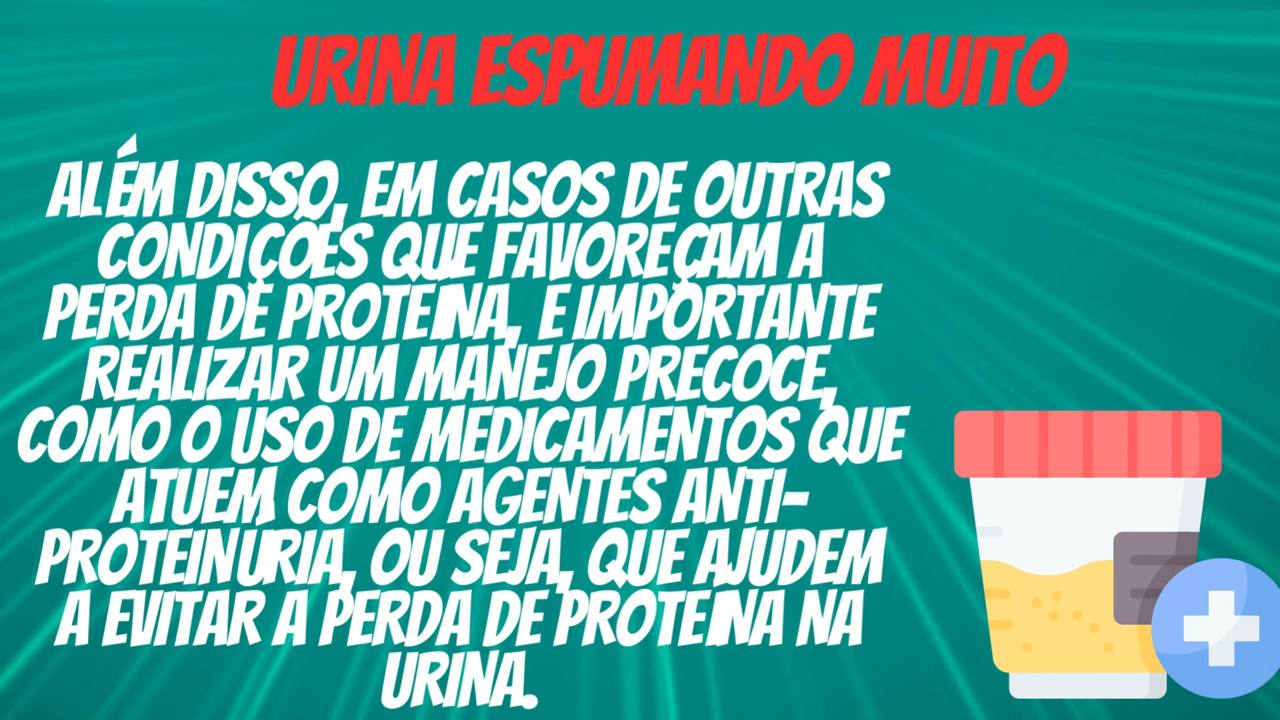 URINA ESPUMANDO MUITO
ALÉM DISSO, EM CASOS DE OUTRAS
CONDIÇÕES QUE FAVOREÇAM A
PERDA DE PROTEÍNA, É IMPORTANTE
REALIZAR UM MANEJO PRECOCE,
COMO O USO DE MEDICAMENTOS QUE
ATUEM COMO AGENTES ANTI-
PROTEINÚRIA, OU SEJA, QUE AJUDEM
A EVITAR A PERDA DE PROTEÍNA NA
URINA.